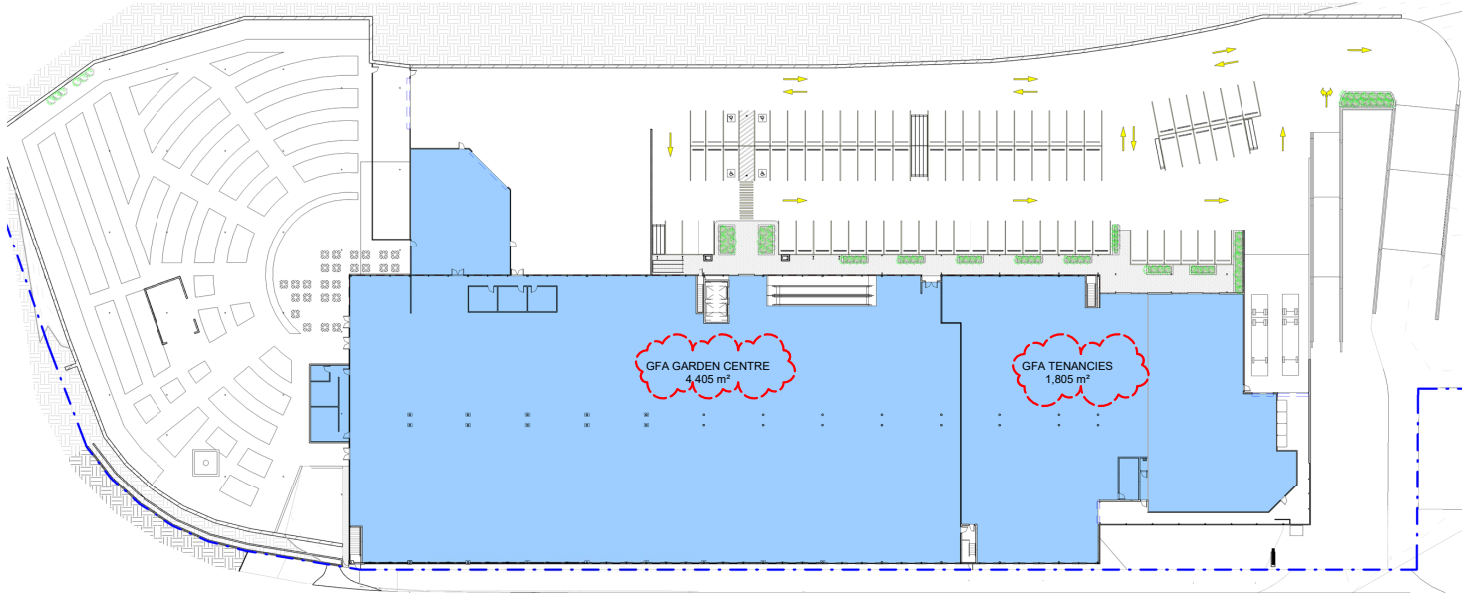 GFA GARDEN CENTRE
4,405 m²
GFA TENANCIES
1,805 m²